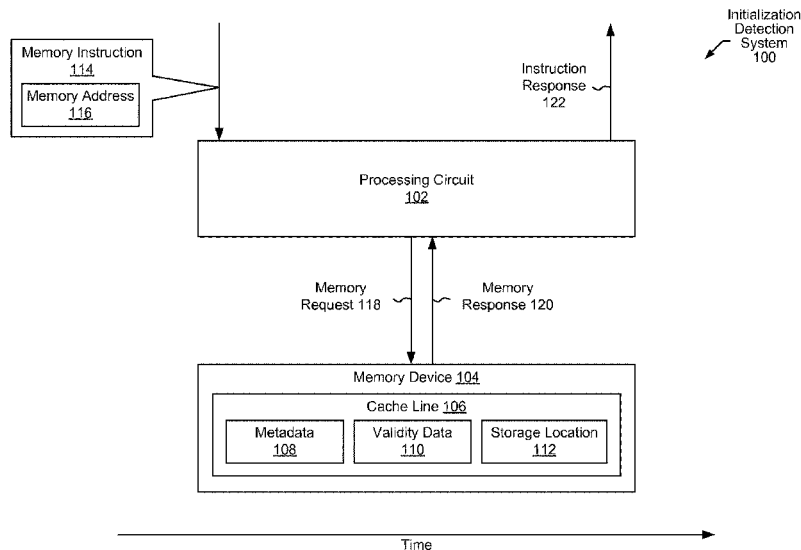 Initialization
Detection
System
100
Memory Instruction
114
Memory Address
116
Instruction
Response
122
Processing Circuit
102
Memory
Request 118
Memory
Response 120
Memory Device 104
Cache Line 106
Metadata
108
Validity Data
110
Storage Location
112
Time